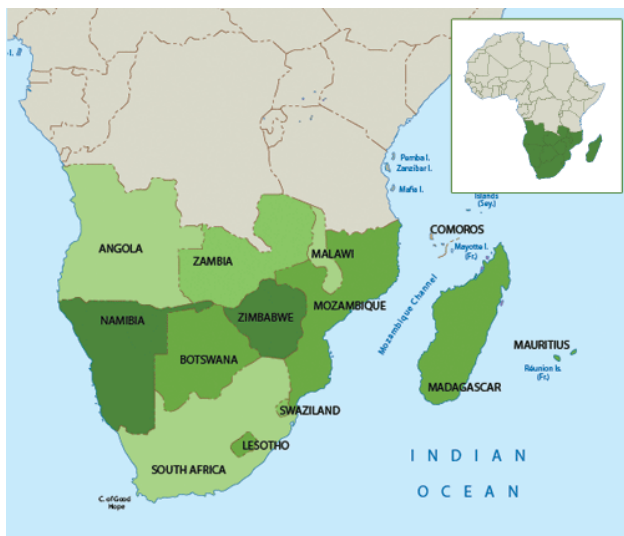 - I.
Pemba I.
Zanzibar I.
Mafia I.
Islands
(Sey.)
COMOROS
Mayotte I.
(Fr.)
ANGOLA
ZAMBIA
MALAWI
MOZAMBIQUE
Mozambique Channel
NAMIBIA
ZIMBABWE
BOTSWANA
MAURITIUS
Réunion Is.
(Fr.)
MADAGASCAR
SWAZILAND
LESOTHO
SOUTH AFRICA
INDIAN
OCEAN
C. of Good
Hope